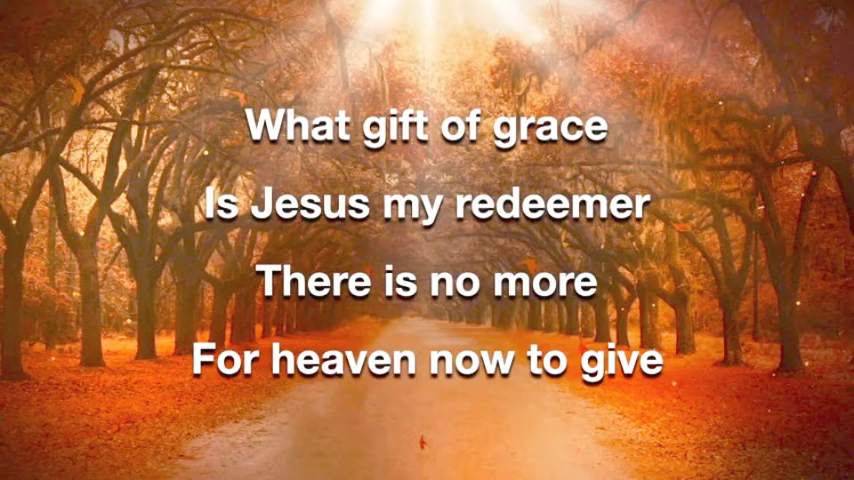 What gift of grace
Is Jesus my redeemer
There is no more
For heaven now to give